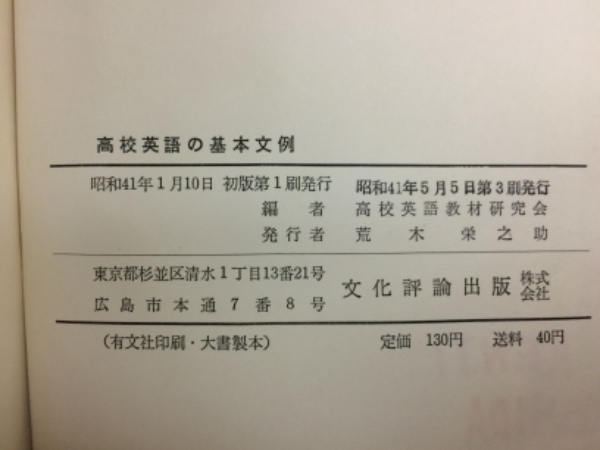 高校英語の基本文例
昭和41年1月10日 初版第1刷発行 昭和41年5月5日第3刷発行
編者 高校英語教材研究会
発行者 荒木栄之助
東京都杉並区清水1丁目13番21号
広島市本通7番8号
文化評論出版株式会社
(有文社印刷・大書製本) 定価 130円 送料 40円